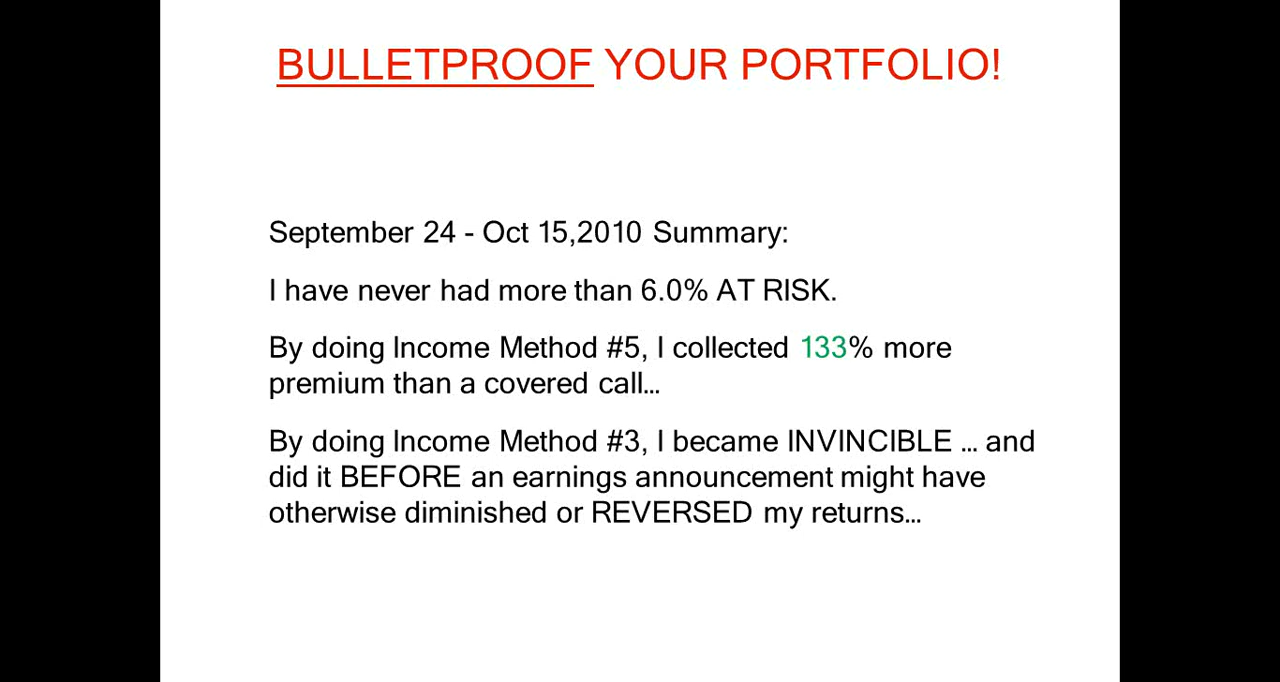 BULLETPROOF YOUR PORTFOLIO!
September 24 - Oct 15,2010 Summary:
I have never had more than 6.0% AT RISK.
By doing Income Method #5, I collected 133% more
premium than a covered call...
By doing Income Method #3, I became INVINCIBLE ... and
did it BEFORE an earnings announcement might have
otherwise diminished or REVERSED my returns...